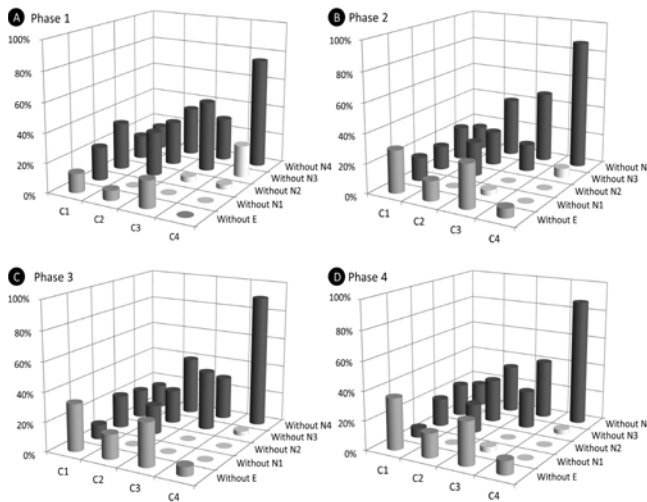 A Phase 1
100%
80%
60%
40%
20%
0%
C1
C2
C3
C4
Without N4
Without N3
Without N2
Without N1
Without E
B Phase 2
100%
80%
60%
40%
20%
0%
C1
C2
C3
C4
Without N
Without N3
Without N2
Without N1
Without E
C Phase 3
100%
80%
60%
40%
20%
0%
C1
C2
C3
C4
Without N4
Without N3
Without N2
Without N1
Without E
D Phase 4
100%
80%
60%
40%
20%
0%
C1
C2
C3
C4
Without N
Without N3
Without N2
Without N1
Without E